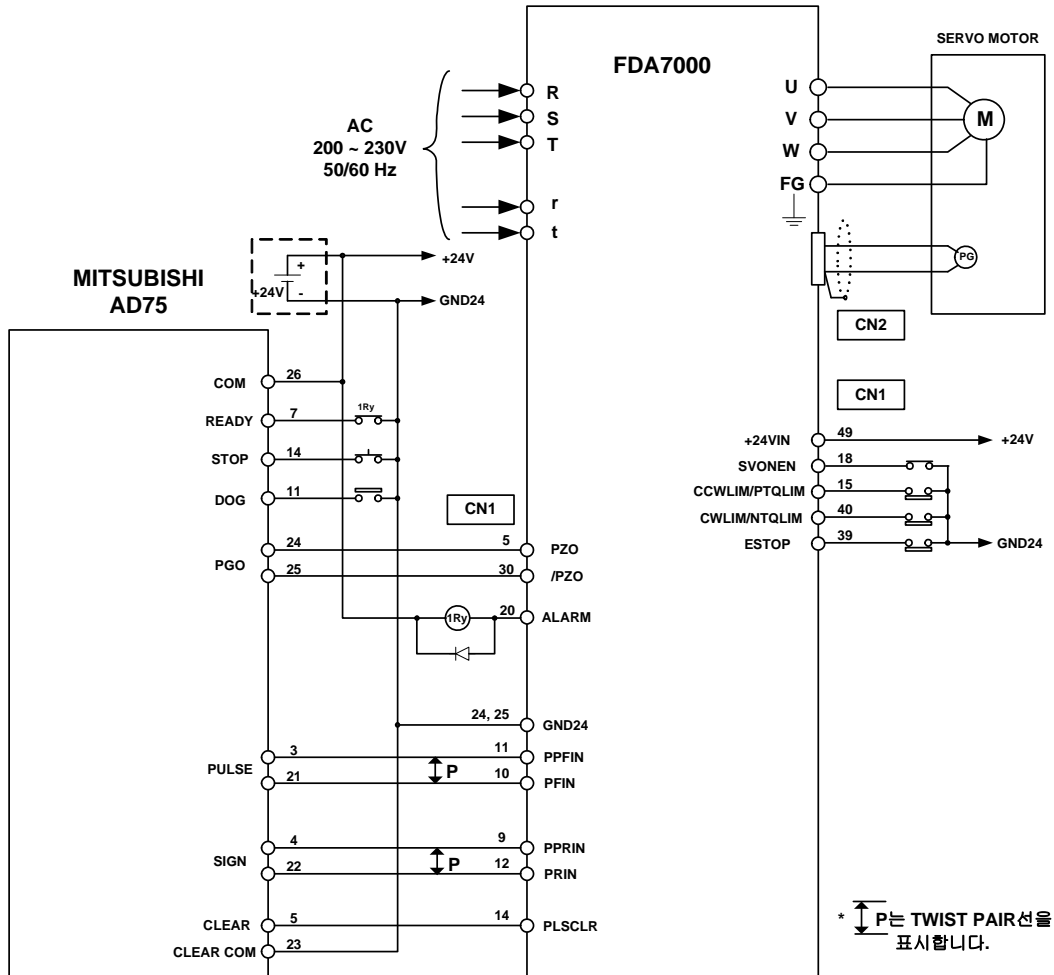 FDA7000
SERVO MOTOR
AC
200 ~ 230V
50/60 Hz
R
S
T
r
t
U
V
W
FG
M
PG
CN2
MITSUBISHI
AD75
+
+24V
-
+24V
GND24
COM
26
READY
7
1Ry
STOP
14
DOG
11
CN1
PGO
24
5
PZO
25
30
/PZO
1Ry
20
ALARM
24, 25
GND24
PULSE
3
11
PPFIN
P
21
10
PFIN
SIGN
4
9
PPRIN
P
22
12
PRIN
CLEAR
5
14
PLSCLR
CLEAR COM
23
CN1
+24VIN
49
+24V
SVONEN
18
CCWLIM/PTQLIM
15
CWLIM/NTQLIM
40
ESTOP
39
GND24
* P는 TWIST PAIR선을
표시합니다.